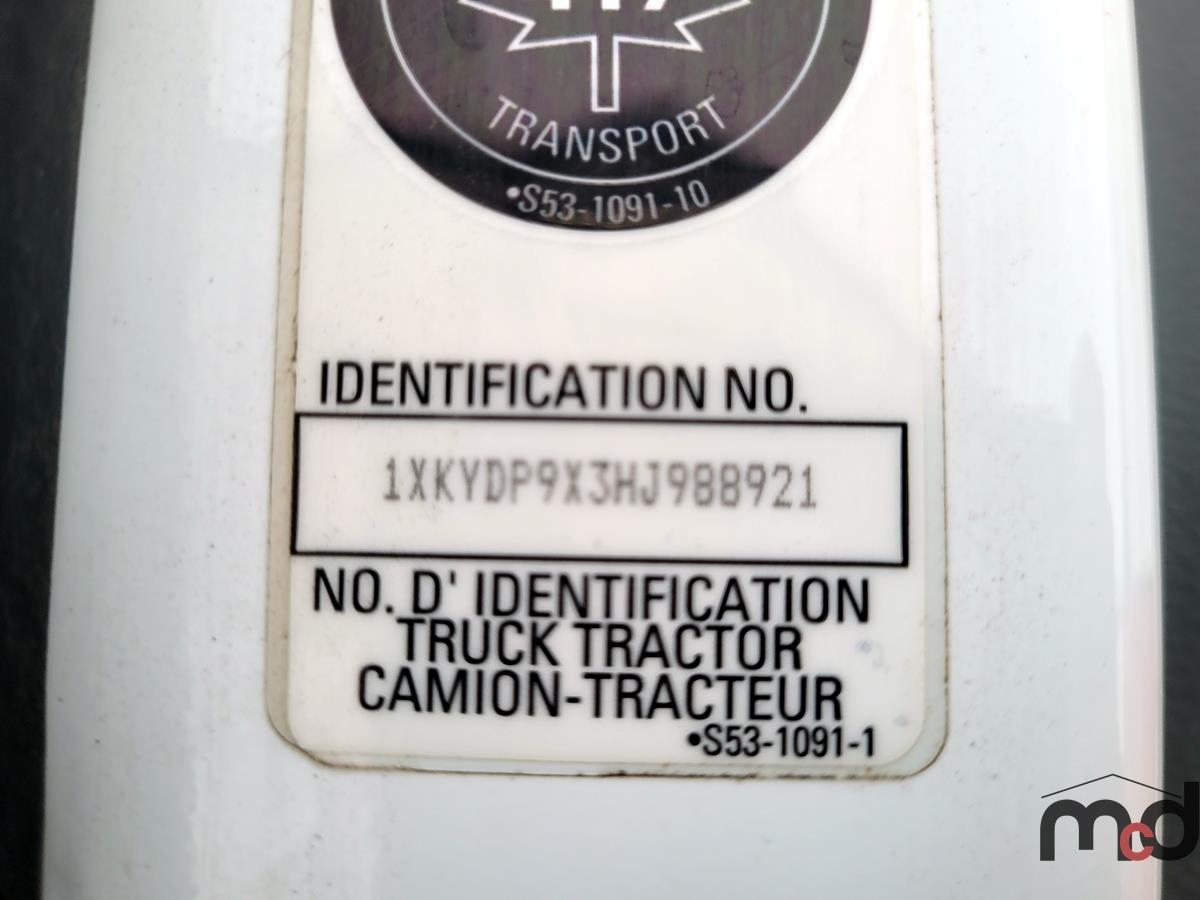 TRANSPORT
•S53-1091-10
IDENTIFICATION NO.
1XKYDP9X3HJ988921
NO. D' IDENTIFICATION
TRUCK TRACTOR
CAMION-TRACTEUR
•S53-1091-1
mcd